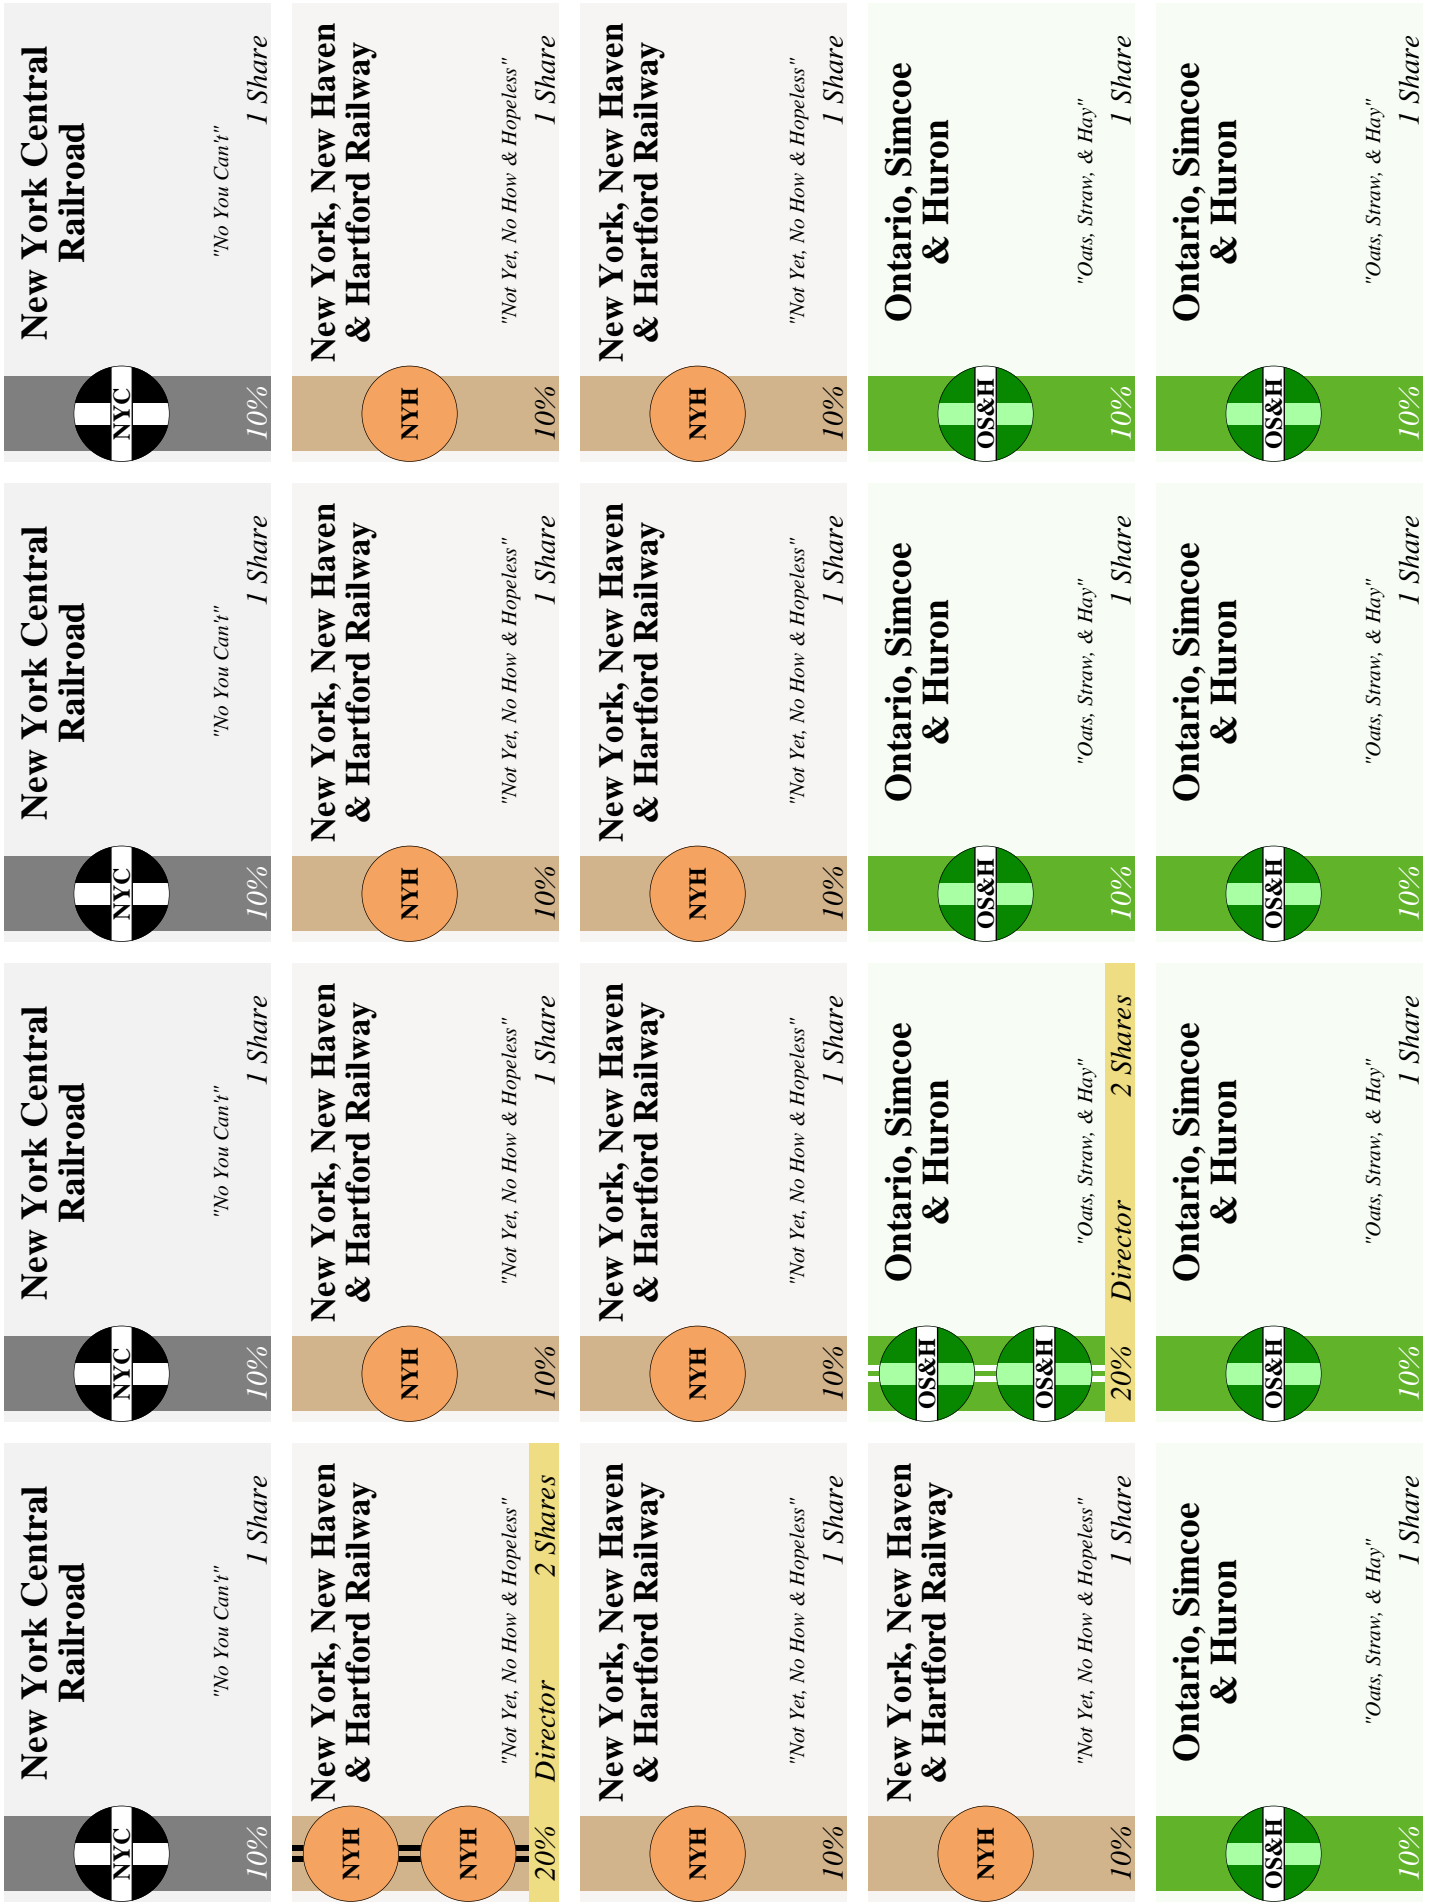 New York Central
Railroad
NYC
"No You Can't"
10%
1 Share
New York Central
Railroad
NYC
"No You Can't"
10%
1 Share
New York Central
Railroad
NYC
"No You Can't"
10%
1 Share
New York Central
Railroad
NYC
"No You Can't"
10%
1 Share
New York, New Haven
& Hartford Railway
NYH
NYH
"Not Yet, No How & Hopeless"
20% Director 2 Shares
New York, New Haven
& Hartford Railway
NYH
"Not Yet, No How & Hopeless"
10%
1 Share
New York, New Haven
& Hartford Railway
NYH
"Not Yet, No How & Hopeless"
10%
1 Share
New York, New Haven
& Hartford Railway
NYH
"Not Yet, No How & Hopeless"
10%
1 Share
New York, New Haven
& Hartford Railway
NYH
"Not Yet, No How & Hopeless"
10%
1 Share
New York, New Haven
& Hartford Railway
NYH
"Not Yet, No How & Hopeless"
10%
1 Share
New York, New Haven
& Hartford Railway
NYH
"Not Yet, No How & Hopeless"
10%
1 Share
New York, New Haven
& Hartford Railway
NYH
"Not Yet, No How & Hopeless"
10%
1 Share
New York, New Haven
& Hartford Railway
NYH
"Not Yet, No How & Hopeless"
10%
1 Share
Ontario, Simcoe
& Huron
OS&H
OS&H
"Oats, Straw, & Hay"
20% Director 2 Shares
Ontario, Simcoe
& Huron
OS&H
"Oats, Straw, & Hay"
10%
1 Share
Ontario, Simcoe
& Huron
OS&H
"Oats, Straw, & Hay"
10%
1 Share
Ontario, Simcoe
& Huron
OS&H
"Oats, Straw, & Hay"
10%
1 Share
Ontario, Simcoe
& Huron
OS&H
"Oats, Straw, & Hay"
10%
1 Share
Ontario, Simcoe
& Huron
OS&H
"Oats, Straw, & Hay"
10%
1 Share
Ontario, Simcoe
& Huron
OS&H
"Oats, Straw, & Hay"
10%
1 Share